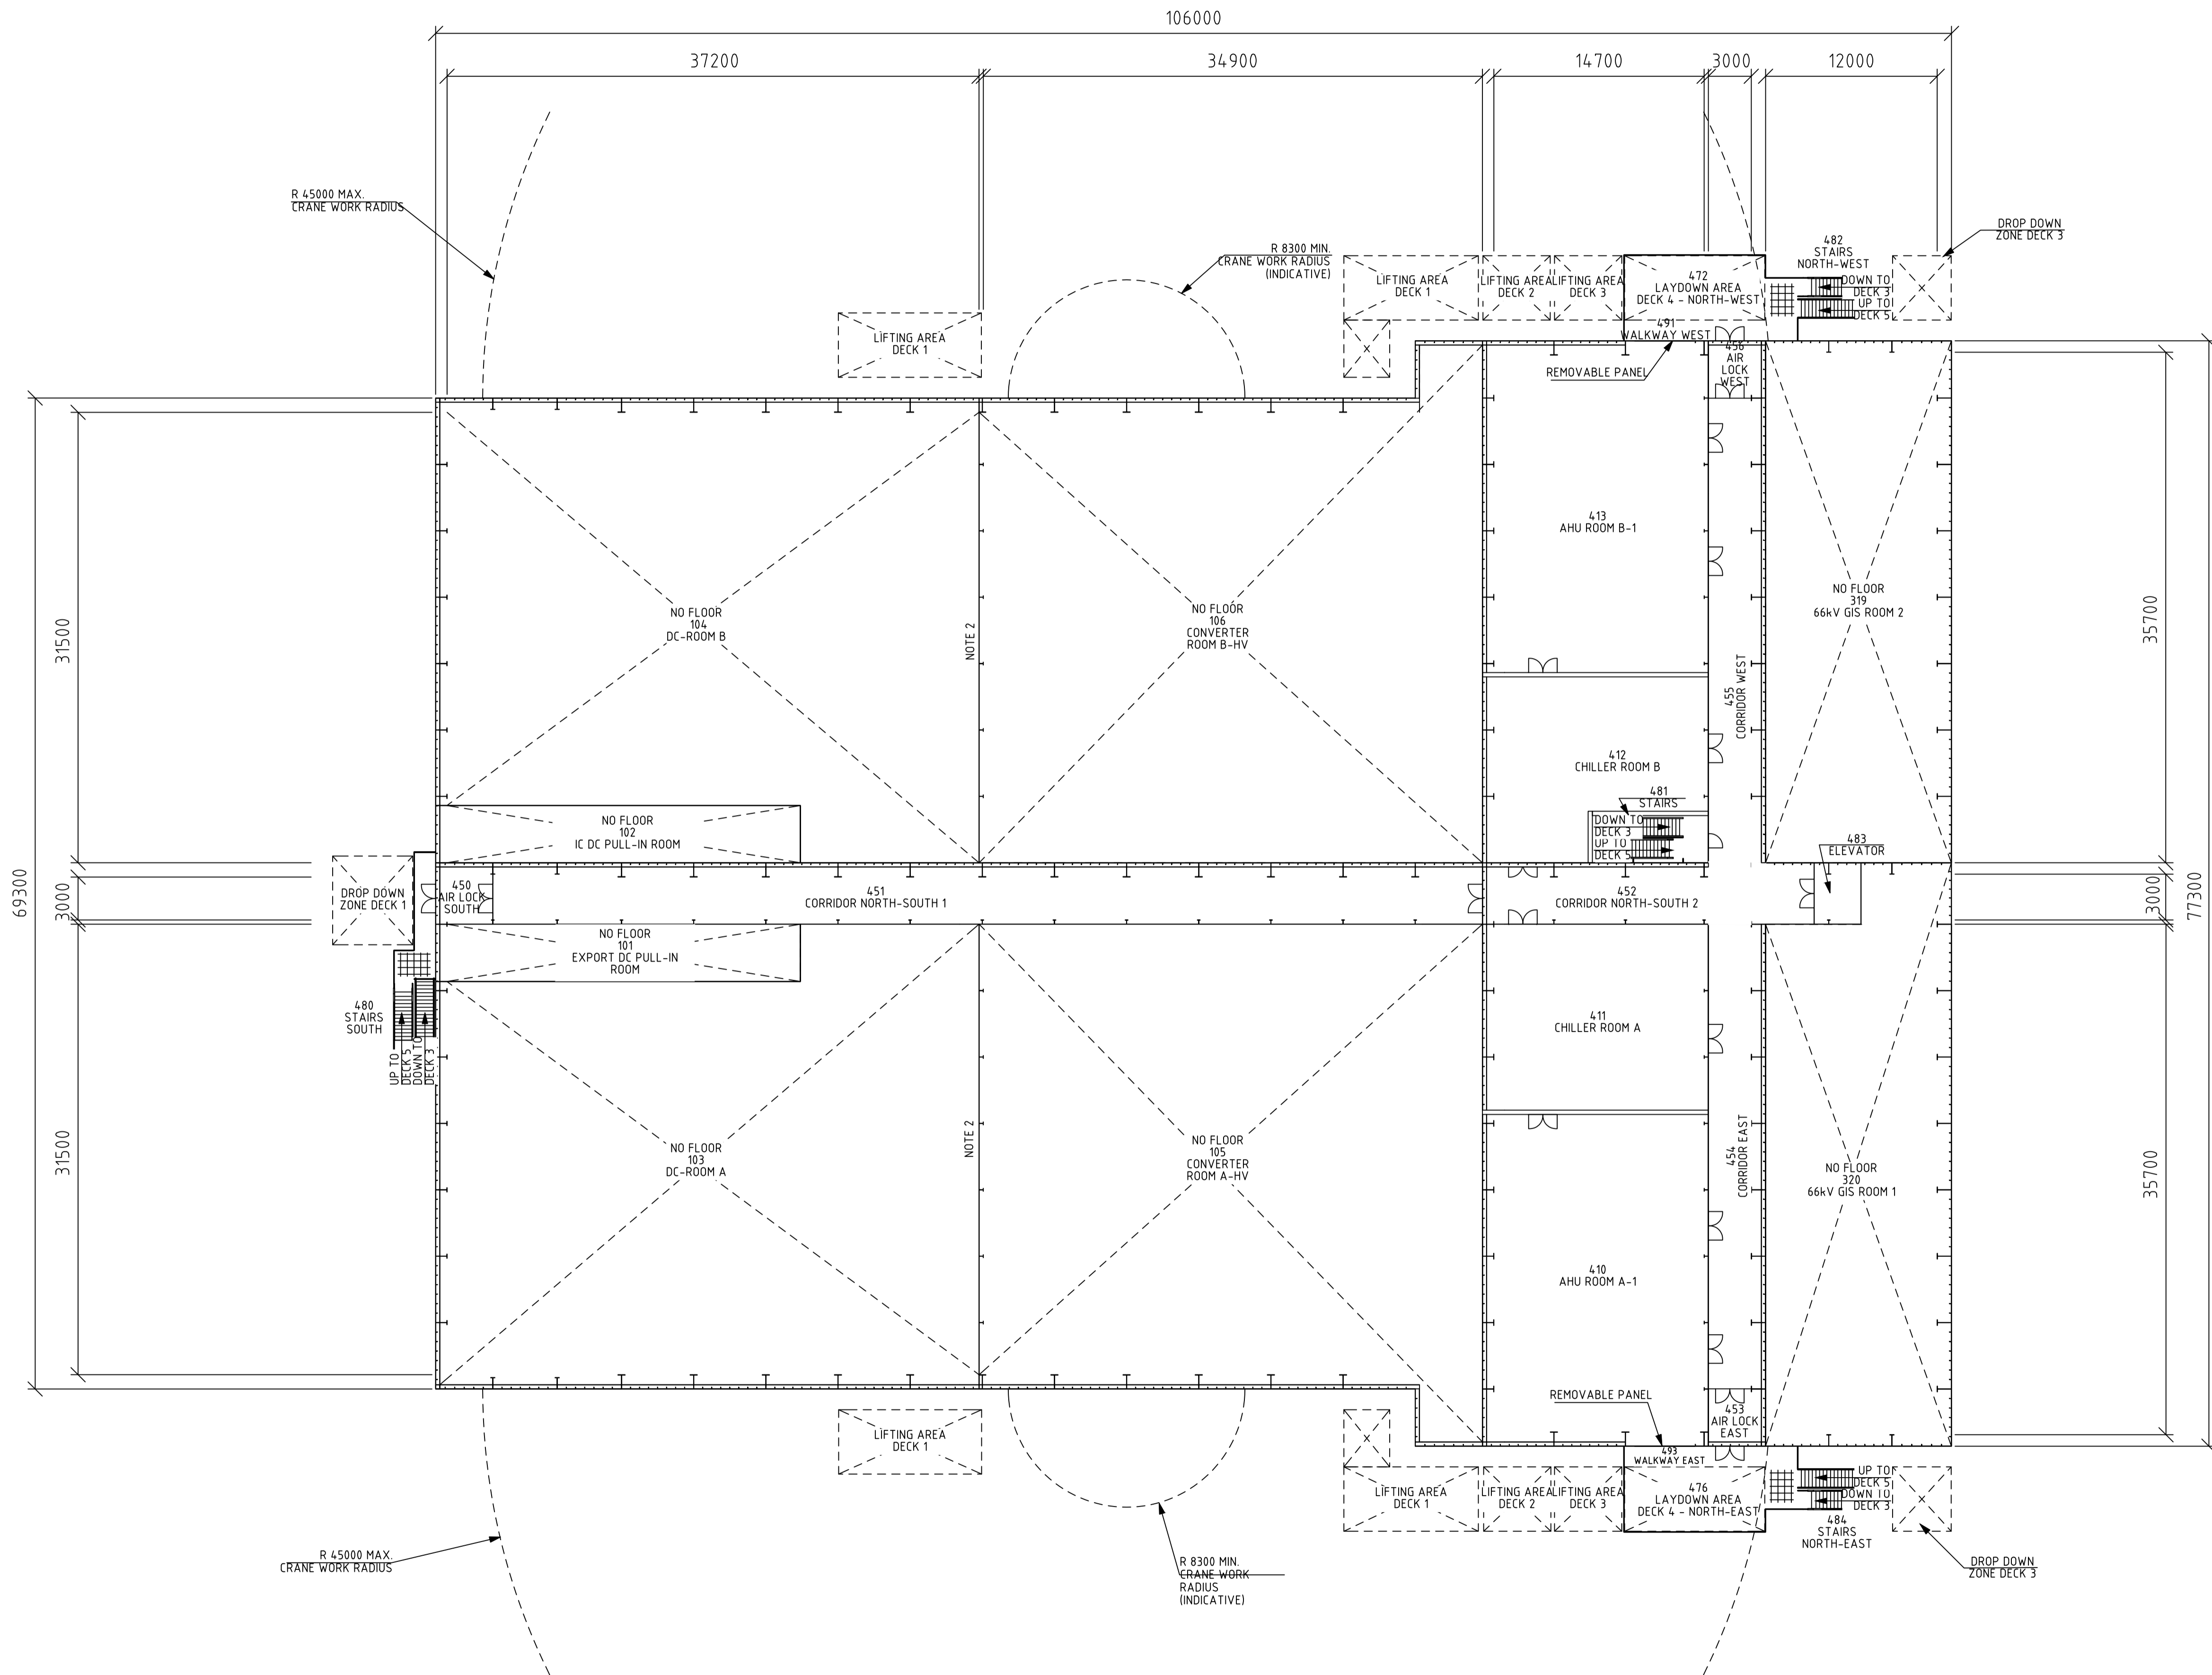 106000
37200
34900
14700
3000
12000
R 45000 MAX.
CRANE WORK RADIUS
R 8300 MIN.
CRANE WORK RADIUS
(INDICATIVE)
DROP DOWN
ZONE DECK 3
482
STAIRS
NORTH-WEST
DOWN TO
DECK 3
UP TO
DECK 5
LIFTING AREA
DECK 1
LIFTING AREA
DECK 2
LIFTING AREA
DECK 3
472
LAYDOWN AREA
DECK 4 - NORTH-WEST
491
WALKWAY WEST
LIFTING AREA
DECK 1
REMOVABLE PANEL
456
AIR
LOCK
WEST
413
AHU ROOM B-1
NO FLOOR
104
DC-ROOM B
NOTE 2
NO FLOOR
106
CONVERTER
ROOM B-HV
NO FLOOR
319
66kV GIS ROOM 2
31500
35700
455
CORRIDOR WEST
412
CHILLER ROOM B
481
STAIRS
DOWN TO
DECK 3
UP TO
DECK 5
NO FLOOR
102
IC DC PULL-IN ROOM
483
ELEVATOR
69300
3000
DROP DOWN
ZONE DECK 1
450
AIR LOCK
SOUTH
451
CORRIDOR NORTH-SOUTH 1
452
CORRIDOR NORTH-SOUTH 2
3000
77300
NO FLOOR
101
EXPORT DC PULL-IN
ROOM
480
STAIRS
SOUTH
UP TO
DECK 5
DOWN TO
DECK 3
411
CHILLER ROOM A
31500
NO FLOOR
103
DC-ROOM A
NOTE 2
NO FLOOR
105
CONVERTER
ROOM A-HV
454
CORRIDOR EAST
NO FLOOR
320
66kV GIS ROOM 1
35700
410
AHU ROOM A-1
REMOVABLE PANEL
453
AIR LOCK
EAST
LIFTING AREA
DECK 1
493
WALKWAY EAST
LIFTING AREA
DECK 1
LIFTING AREA
DECK 2
LIFTING AREA
DECK 3
476
LAYDOWN AREA
DECK 4 - NORTH-EAST
UP TO
DECK 5
DOWN TO
DECK 3
484
STAIRS
NORTH-EAST
R 45000 MAX.
CRANE WORK RADIUS
R 8300 MIN.
CRANE WORK
RADIUS
(INDICATIVE)
DROP DOWN
ZONE DECK 3